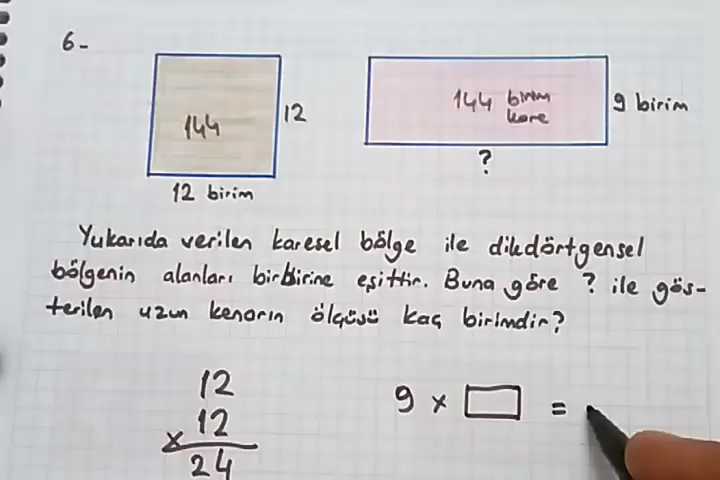 6-
144
12
12 birim
144 birim
kare
9 birim
?
Yukarıda verilen karesel bölge ile dikdörtgensel
bölgenin alanları birbirine eşittir. Buna göre ? ile gös-
terilen uzun kenarın ölçüsü kaç birimdir?
12
× 12
24
9 × □ =